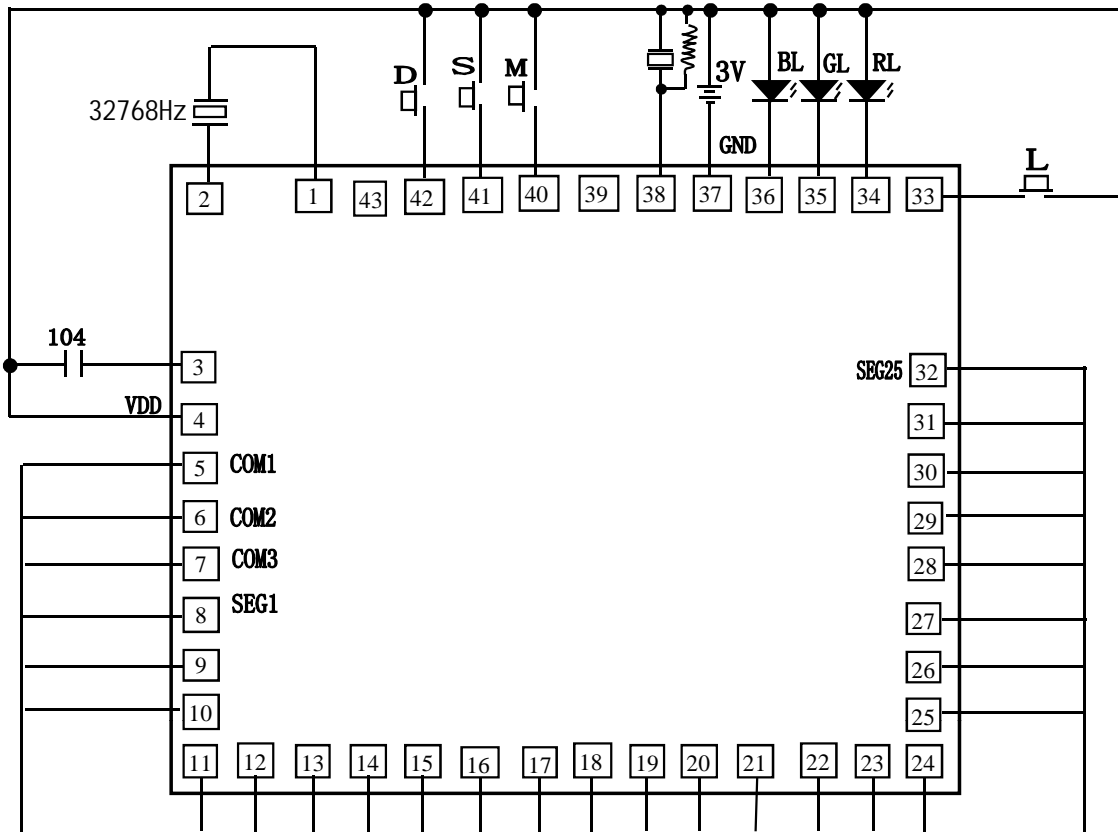 BL GL RL
D S M 3V
32768Hz
GND
L
2 1 43 42 41 40 39 38 37 36 35 34 33
104
3
SEG25 32
VDD 4
31
5 COM1
30
6 COM2
29
7 COM3
28
8 SEG1
27
9
26
10
25
11 12 13 14 15 16 17 18 19 20 21 22 23 24